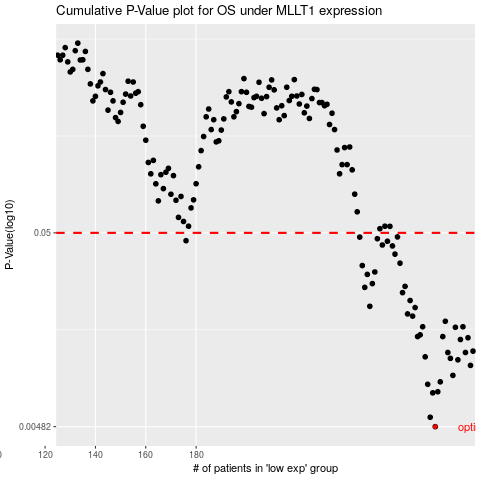 Cumulative P-Value plot for OS under MLLT1 expression
P-Value(log10)
0.05
0.00482
opti
0
120
140
160
180
# of patients in 'low exp' group